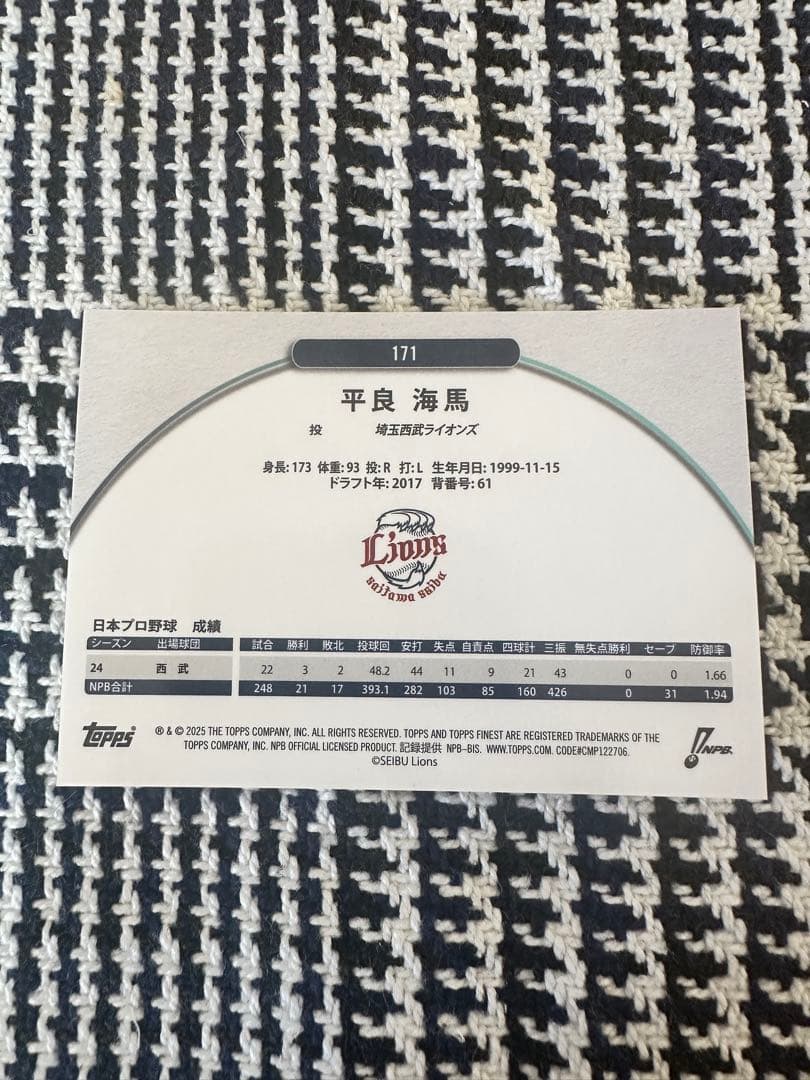 171
平良 海馬
投 埼玉西武ライオンズ
身長: 173 体重: 93 投: R 打: L 生年月日: 1999-11-15
ドラフト年: 2017 背番号: 61
Lions
saitama seibu
日本プロ野球 成績
シーズン 出場球団 試合 勝利 敗北 投球回 安打 失点 自責点 四球計 三振 無失点勝利 セーブ 防御率
24 西 武 22 3 2 48.2 44 11 9 21 43 0 0 1.66
NPB合計 248 21 17 393.1 282 103 85 160 426 0 31 1.94
topps ® & © 2025 THE TOPPS COMPANY, INC. ALL RIGHTS RESERVED. TOPPS AND TOPPS FINEST ARE REGISTERED TRADEMARKS OF THE
TOPPS COMPANY, INC. NPB OFFICIAL LICENSED PRODUCT. 記録提供 NPB-BIS. WWW.TOPPS.COM. CODE#CMP122706.
©SEIBU Lions
NPB